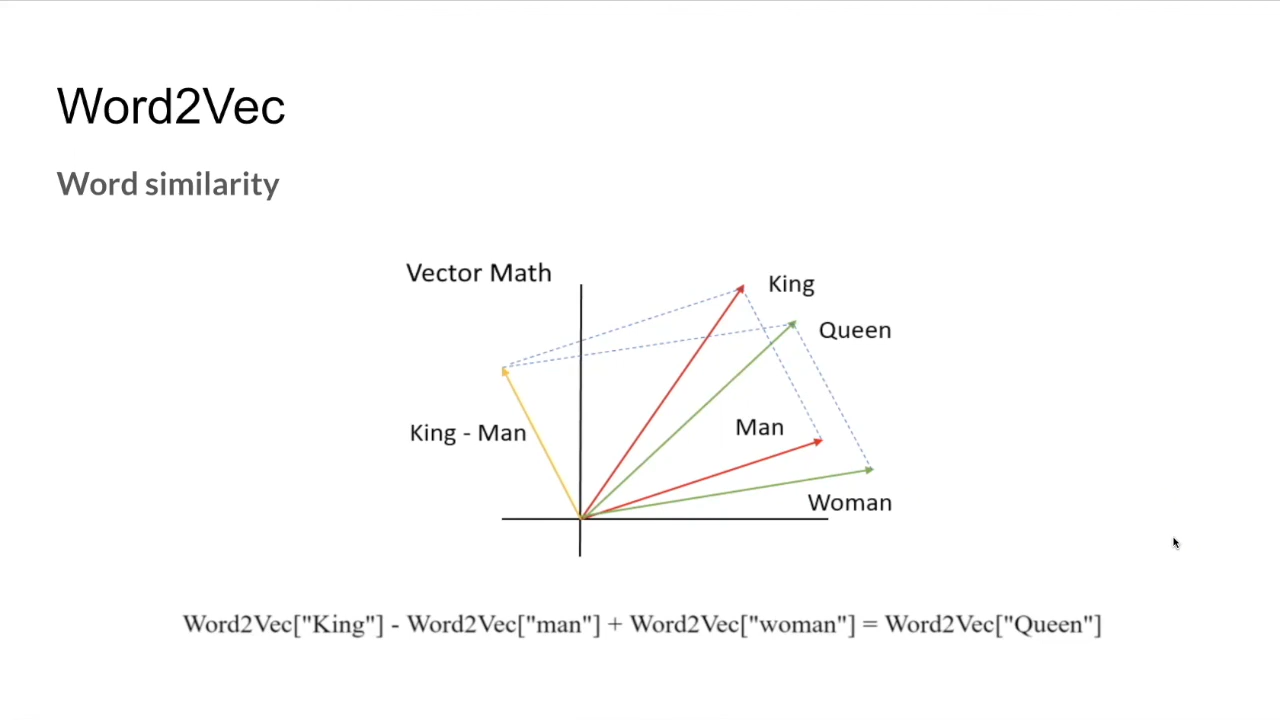 Word2Vec
Word similarity
Vector Math
King
Queen
Man
King - Man
Woman
Word2Vec["King"] - Word2Vec["man"] + Word2Vec["woman"] = Word2Vec["Queen"]